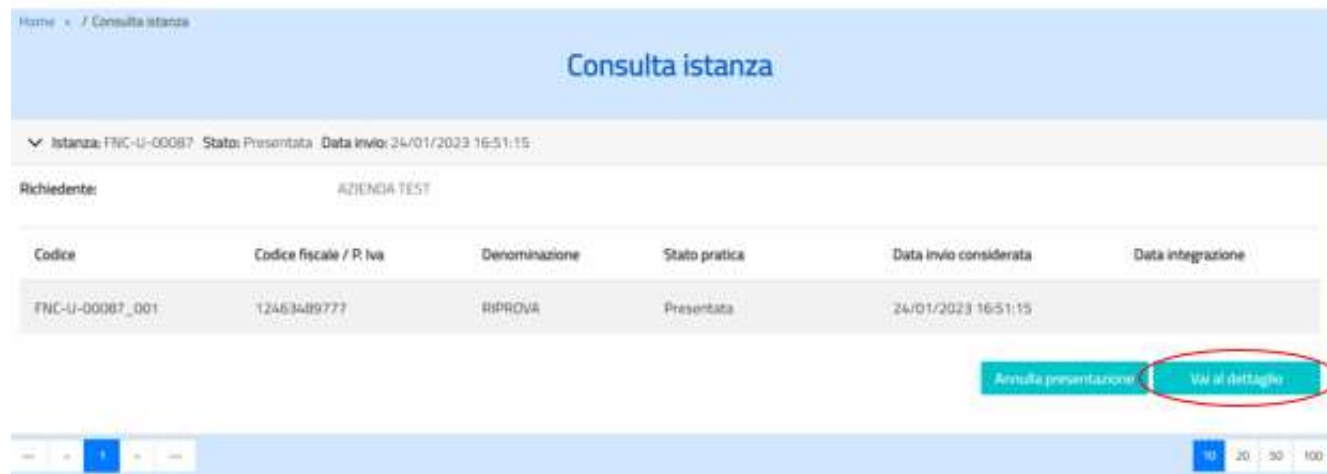 Home » / Consulta istanza
Consulta istanza
Istanza: FNC-U-00087 Stato: Presentata Data invio: 24/01/2023 16:51:15
Richiedente: AZIENDA TEST
Codice Codice fiscale / P. Iva Denominazione Stato pratica Data invio considerata Data integrazione
FNC-U-00087_001 12463489777 RIPROVA Presentata 24/01/2023 16:51:15
Annulla presentazione Vai al dettaglio
1 10 20 50 100